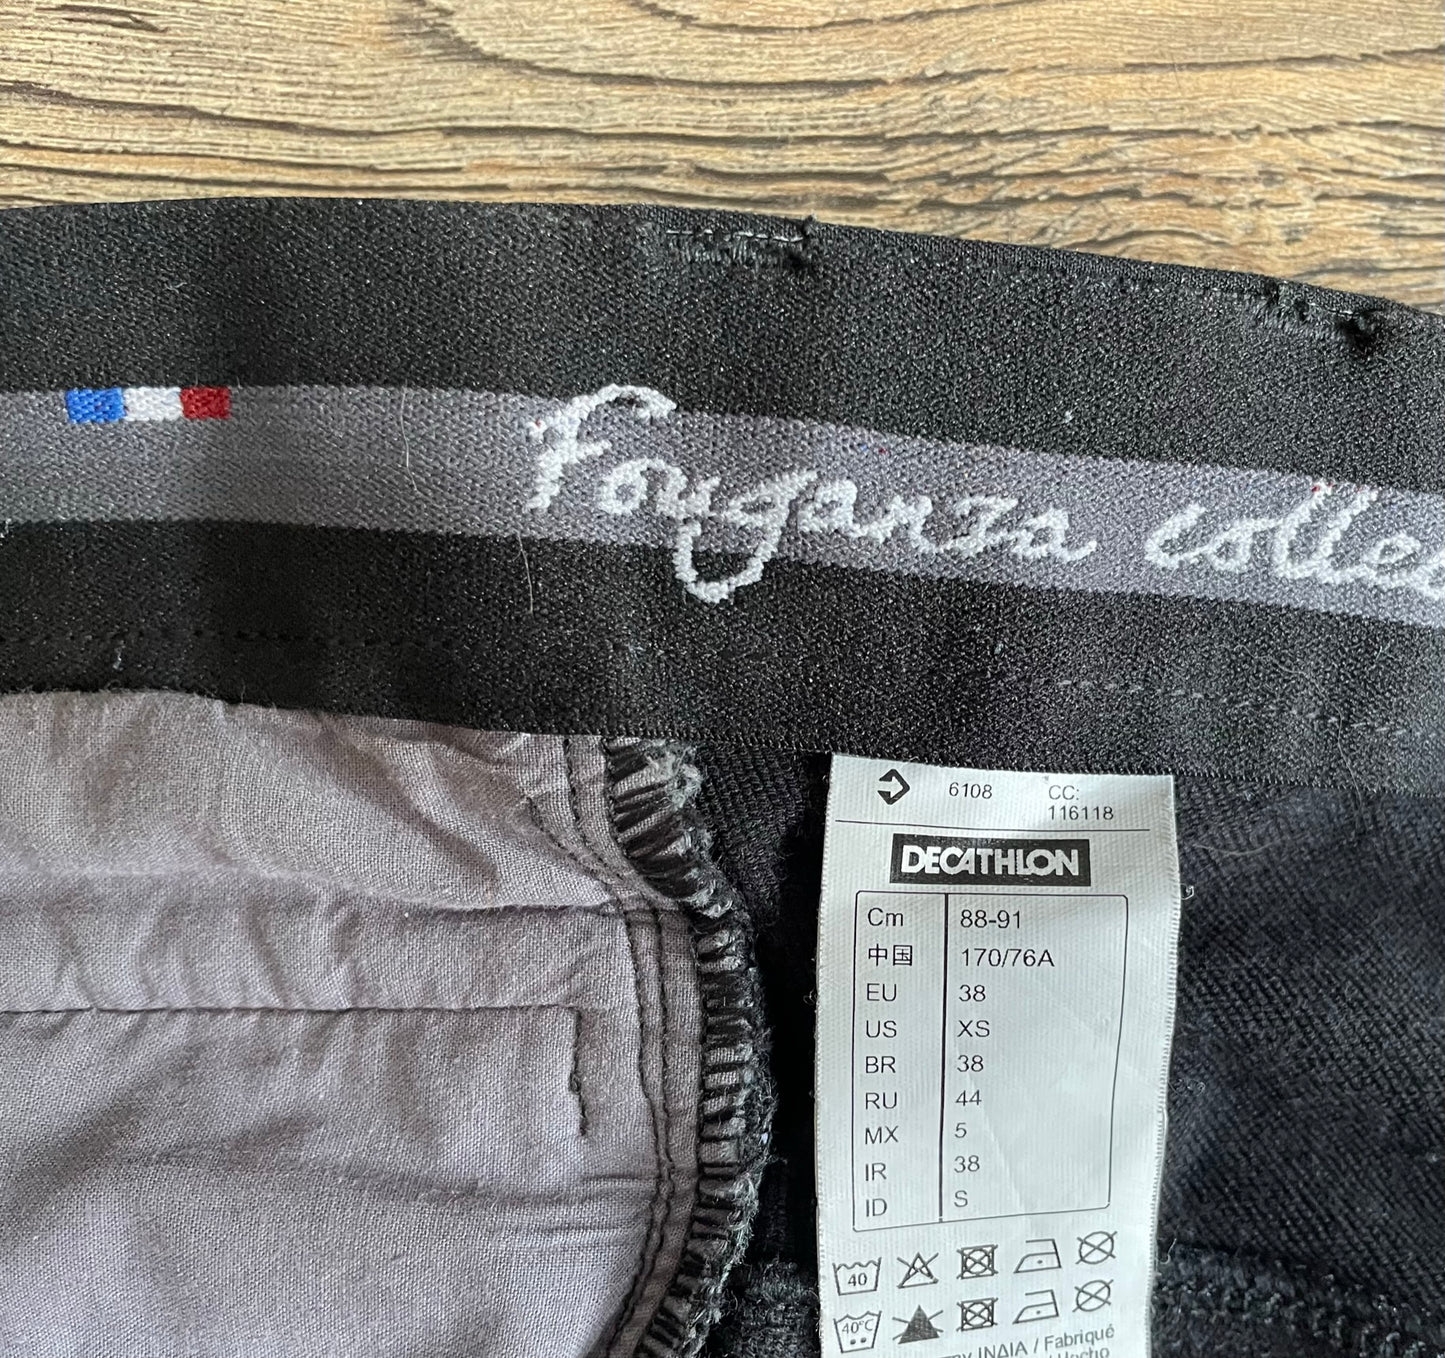 Fouganza collec
6108 CC:
116118
DECATHLON
Cm 88-91
中国 170/76A
EU 38
US XS
BR 38
RU 44
MX 5
IR 38
ID S
40
40°C
INΔIA / Fabriqué
Hecho